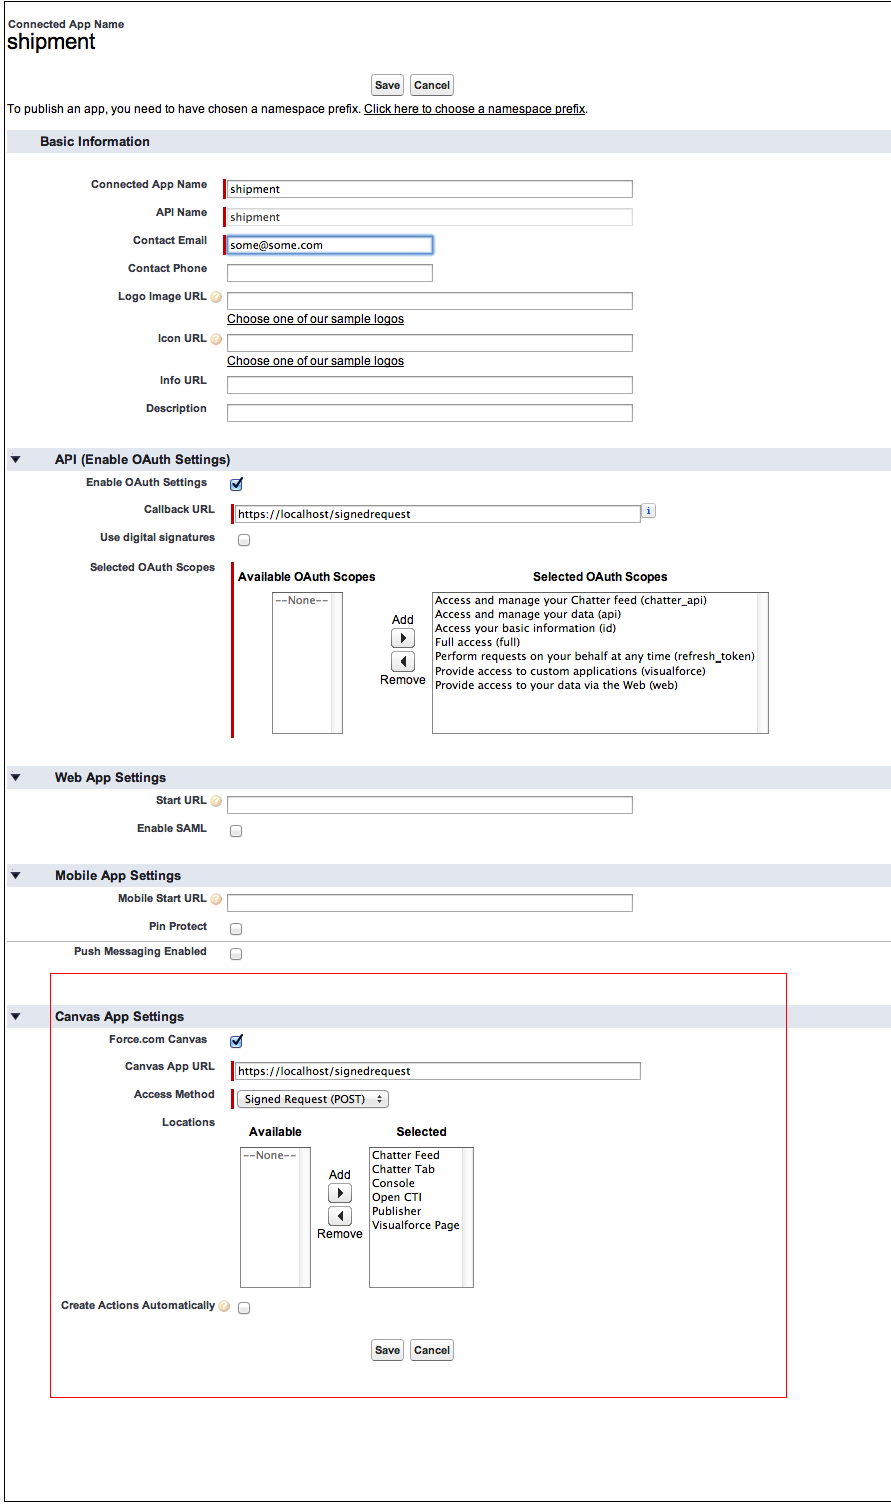 Connected App Name
shipment
Save Cancel
To publish an app, you need to have chosen a namespace prefix. Click here to choose a namespace prefix.
Basic Information
Connected App Name shipment
API Name shipment
Contact Email some@some.com
Contact Phone
Logo Image URL ?
Choose one of our sample logos
Icon URL ?
Choose one of our sample logos
Info URL
Description
API (Enable OAuth Settings)
Enable OAuth Settings
Callback URL https://localhost/signedrequest i
Use digital signatures
Selected OAuth Scopes
Available OAuth Scopes Selected OAuth Scopes
--None--
Add
Remove
Access and manage your Chatter feed (chatter_api)
Access and manage your data (api)
Access your basic information (id)
Full access (full)
Perform requests on your behalf at any time (refresh_token)
Provide access to custom applications (visualforce)
Provide access to your data via the Web (web)
Web App Settings
Start URL ?
Enable SAML
Mobile App Settings
Mobile Start URL ?
Pin Protect
Push Messaging Enabled
Canvas App Settings
Force.com Canvas
Canvas App URL https://localhost/signedrequest
Access Method Signed Request (POST)
Locations
Available Selected
--None--
Add
Remove
Chatter Feed
Chatter Tab
Console
Open CTI
Publisher
Visualforce Page
Create Actions Automatically ?
Save Cancel